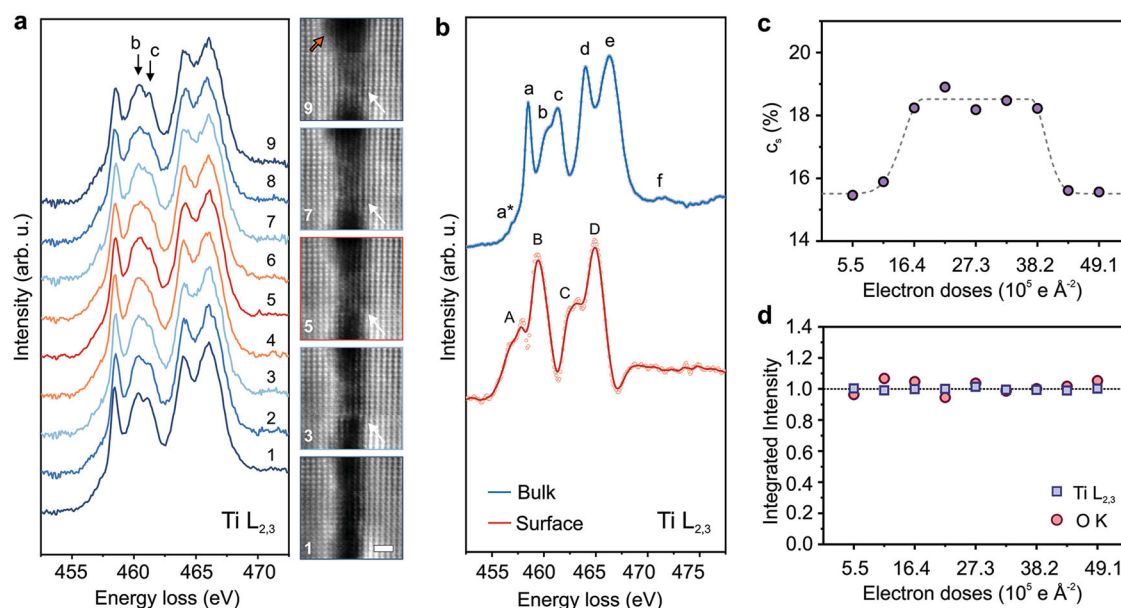 a
b c
9
8
7
6
5
4
3
2
1
Ti L2,3
Intensity (arb. u.)
455 460 465 470
Energy loss (eV)
9
7
5
3
1
b
a
b
c
d
e
a*
f
A
B
C
D
Bulk
Surface
Ti L2,3
Intensity (arb. u.)
455 460 465 470 475
Energy loss (eV)
c
cs (%)
20
18
16
14
5.5 16.4 27.3 38.2 49.1
Electron doses (10⁵ e Å⁻²)
d
Integrated Intensity
1.4
1.2
1.0
0.8
0.6
0.4
0.2
0.0
Ti L2,3
O K
5.5 16.4 27.3 38.2 49.1
Electron doses (10⁵ e Å⁻²)